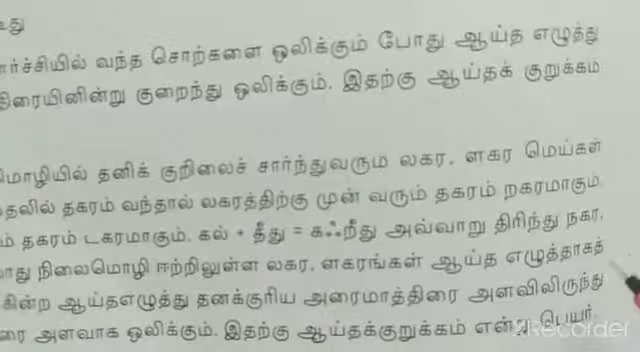 து
ார்ச்சியில் வந்த சொற்களை ஒலிக்கும் போது ஆய்த எழுத்து
திரையினின்று குறைந்து ஒலிக்கும். இதற்கு ஆய்தக் குறுக்கம்
மொழியில் தனிக் குறிலைச் சார்ந்துவரும லகர, ளகர மெய்கள்
தலில் தகரம் வந்தால் லகரத்திற்கு முன் வரும் தகரம் றகரமாகும்
ம் தகரம் டகரமாகும். கல் + தீது = கஃறீது அவ்வாறு திரிந்து நகர,
ாது நிலைமொழி ஈற்றிலுள்ள லகர, ளகரங்கள் ஆய்த எழுத்தாகத்
கின்ற ஆய்தஎழுத்து தனக்குரிய அரைமாத்திரை அளவிலிருந்து
ரை அளவாக ஒலிக்கும். இதற்கு ஆய்தக்குறுக்கம் என்று பெயர்.
Recorder